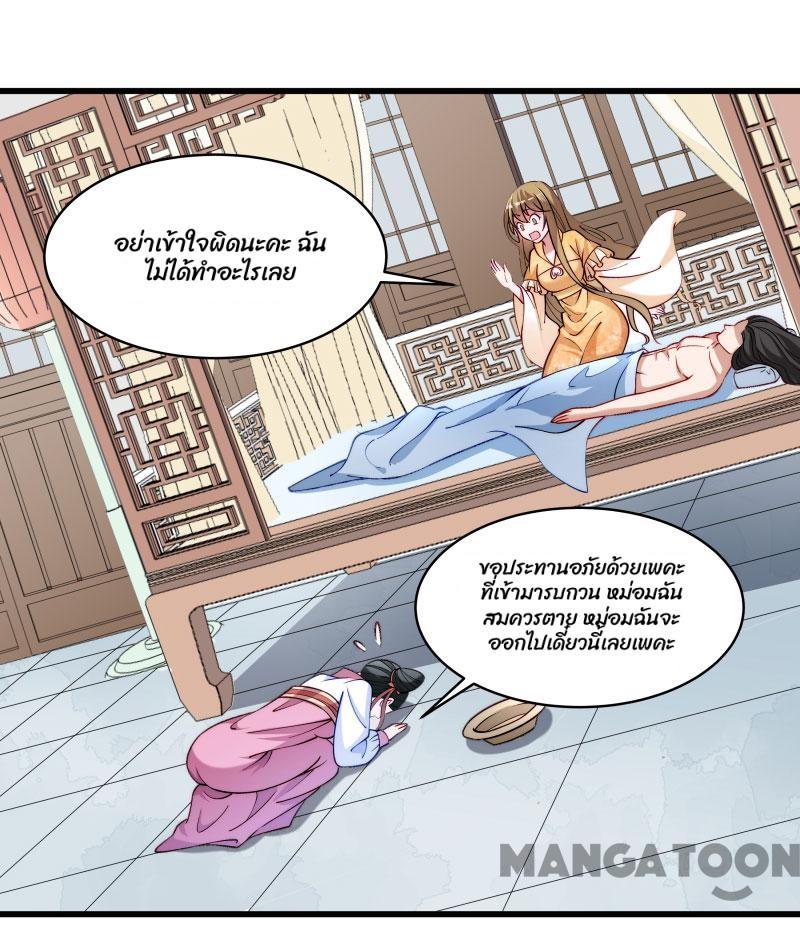 อย่าเข้าใจผิดนะคะ ฉัน
ไม่ได้ทำอะไรเลย
ขอประทานอภัยด้วยเพคะ
ที่เข้ามารบกวน หม่อมฉัน
สมควรตาย หม่อมฉันจะ
ออกไปเดี๋ยวนี้เลยเพคะ
MANGATOON